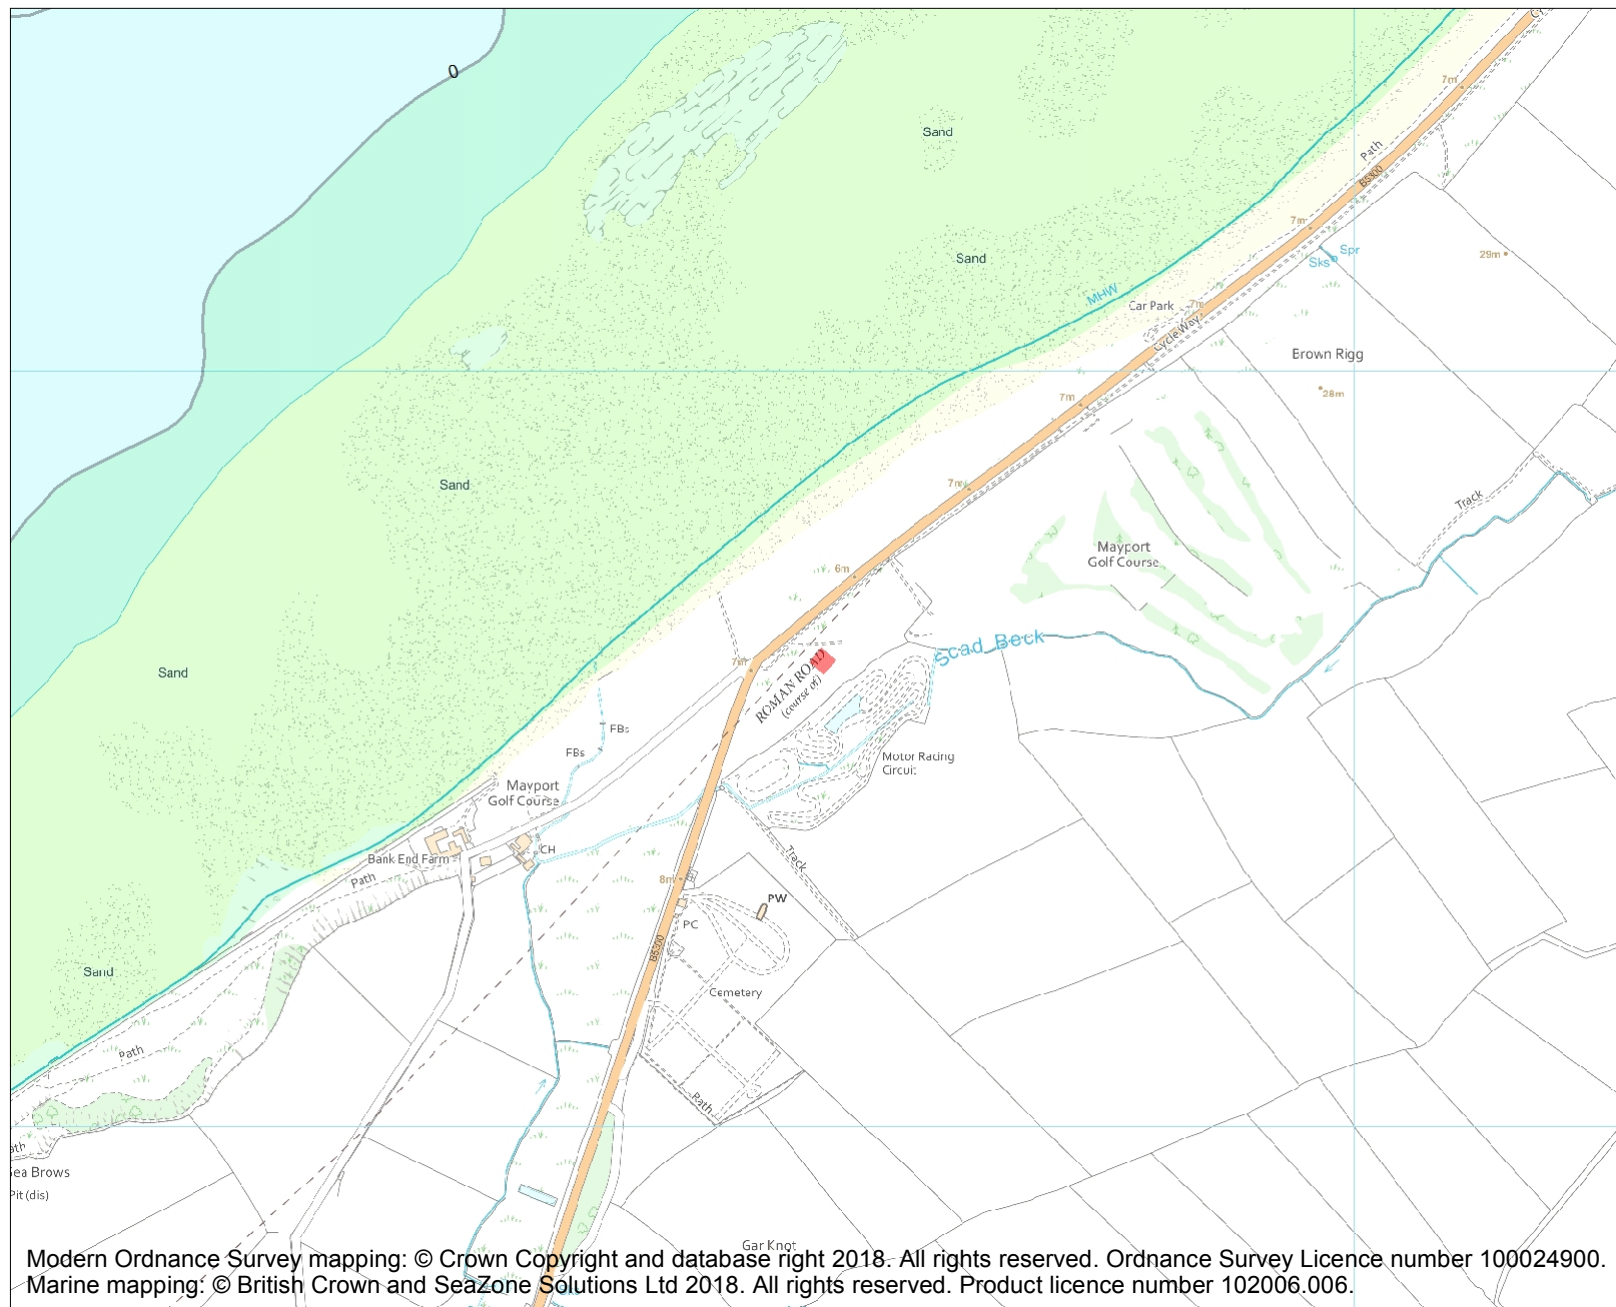 0
Sand
7m
Path
B5300
7m
Sand
Spr
Sks
29m
MHW
Car Park
7m
Cycle Way
Brown Rigg
28m
7m
Sand
7m
Track
Mayport
Golf Course
6m
Scad Beck
7m
ROMAN ROAD
(course of)
Sand
FBs
FBs
Motor Racing
Circuit
Mayport
Golf Course
CH
Bank End Farm
Path
Track
8m
PW
PC
B5300
Sand
Cemetery
Path
Path
Sea Brows
Pit (dis)
Gar Knot
Modern Ordnance Survey mapping: © Crown Copyright and database right 2018. All rights reserved. Ordnance Survey Licence number 100024900.
Marine mapping: © British Crown and SeaZone Solutions Ltd 2018. All rights reserved. Product licence number 102006.006.